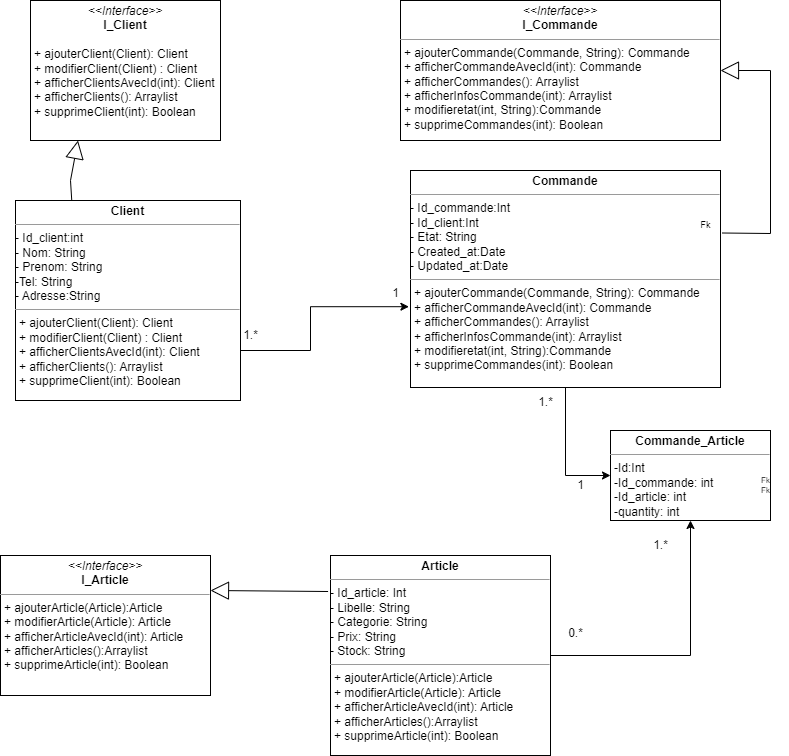 <<Interface>>
I_Client
+ ajouterClient(Client): Client
+ modifierClient(Client) : Client
+ afficherClientsAvecId(int): Client
+ afficherClients(): Arraylist
+ supprimeClient(int): Boolean
<<Interface>>
I_Commande
+ ajouterCommande(Commande, String): Commande
+ afficherCommandeAvecId(int): Commande
+ afficherCommandes(): Arraylist
+ afficherInfosCommande(int): Arraylist
+ modifieretat(int, String):Commande
+ supprimeCommandes(int): Boolean
Client
- Id_client:int
- Nom: String
- Prenom: String
-Tel: String
- Adresse:String
+ ajouterClient(Client): Client
+ modifierClient(Client) : Client
+ afficherClientsAvecId(int): Client
+ afficherClients(): Arraylist
+ supprimeClient(int): Boolean
1.*
1
Commande
- Id_commande:Int
- Id_client:Int Fk
- Etat: String
- Created_at:Date
- Updated_at:Date
+ ajouterCommande(Commande, String): Commande
+ afficherCommandeAvecId(int): Commande
+ afficherCommandes(): Arraylist
+ afficherInfosCommande(int): Arraylist
+ modifieretat(int, String):Commande
+ supprimeCommandes(int): Boolean
1.*
1
Commande_Article
-Id:Int
-Id_commande: int Fk
-Id_article: int Fk
-quantity: int
1.*
0.*
<<Interface>>
I_Article
+ ajouterArticle(Article):Article
+ modifierArticle(Article): Article
+ afficherArticleAvecId(int): Article
+ afficherArticles():Arraylist
+ supprimeArticle(int): Boolean
Article
- Id_article: Int
- Libelle: String
- Categorie: String
- Prix: String
- Stock: String
+ ajouterArticle(Article):Article
+ modifierArticle(Article): Article
+ afficherArticleAvecId(int): Article
+ afficherArticles():Arraylist
+ supprimeArticle(int): Boolean